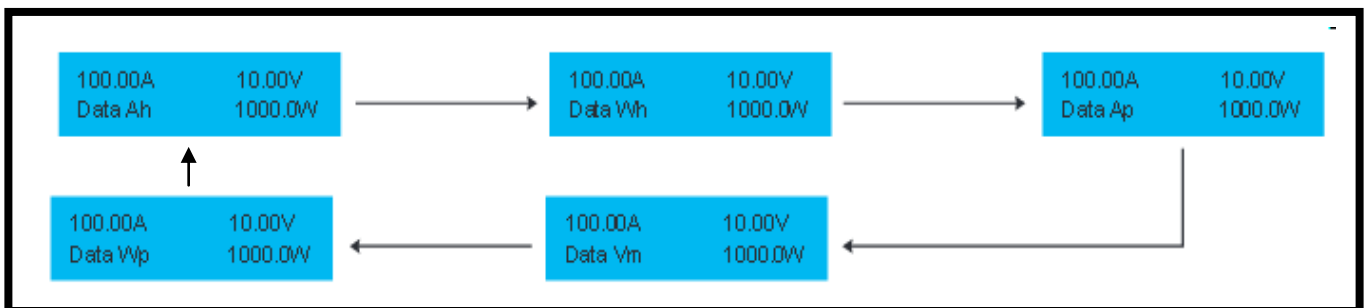 100.00A 10.00V
Data Ah 1000.0W
100.00A 10.00V
Data Wh 1000.0W
100.00A 10.00V
Data Ap 1000.0W
100.00A 10.00V
Data Wp 1000.0W
100.00A 10.00V
Data Vm 1000.0W